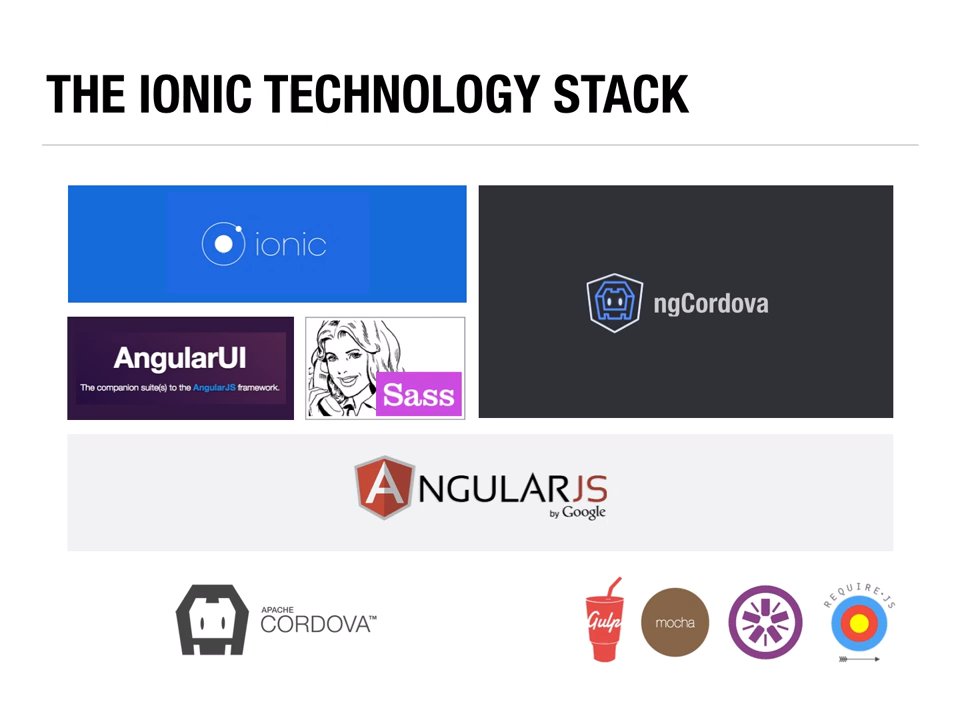 THE IONIC TECHNOLOGY STACK
ionic
ngCordova
AngularUI
The companion suite(s) to the AngularJS framework.
Sass
ANGULARJS
by Google
APACHE
CORDOVA™
Gulp
mocha
REQUIRE·JS